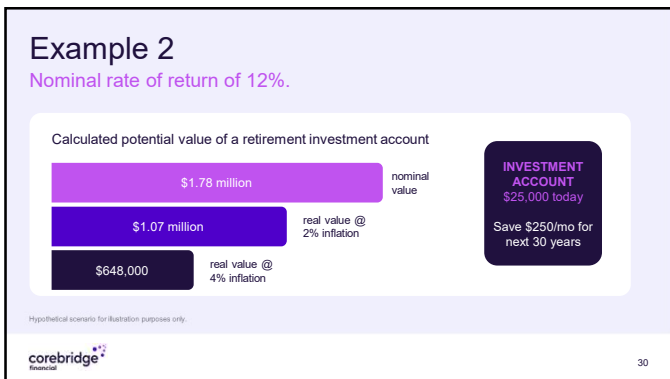 Example 2
Nominal rate of return of 12%.
Calculated potential value of a retirement investment account
$1.78 million
nominal
value
$1.07 million
real value @
2% inflation
$648,000
real value @
4% inflation
INVESTMENT
ACCOUNT
$25,000 today
Save $250/mo for
next 30 years
Hypothetical scenario for illustration purposes only.
corebridge
financial
30